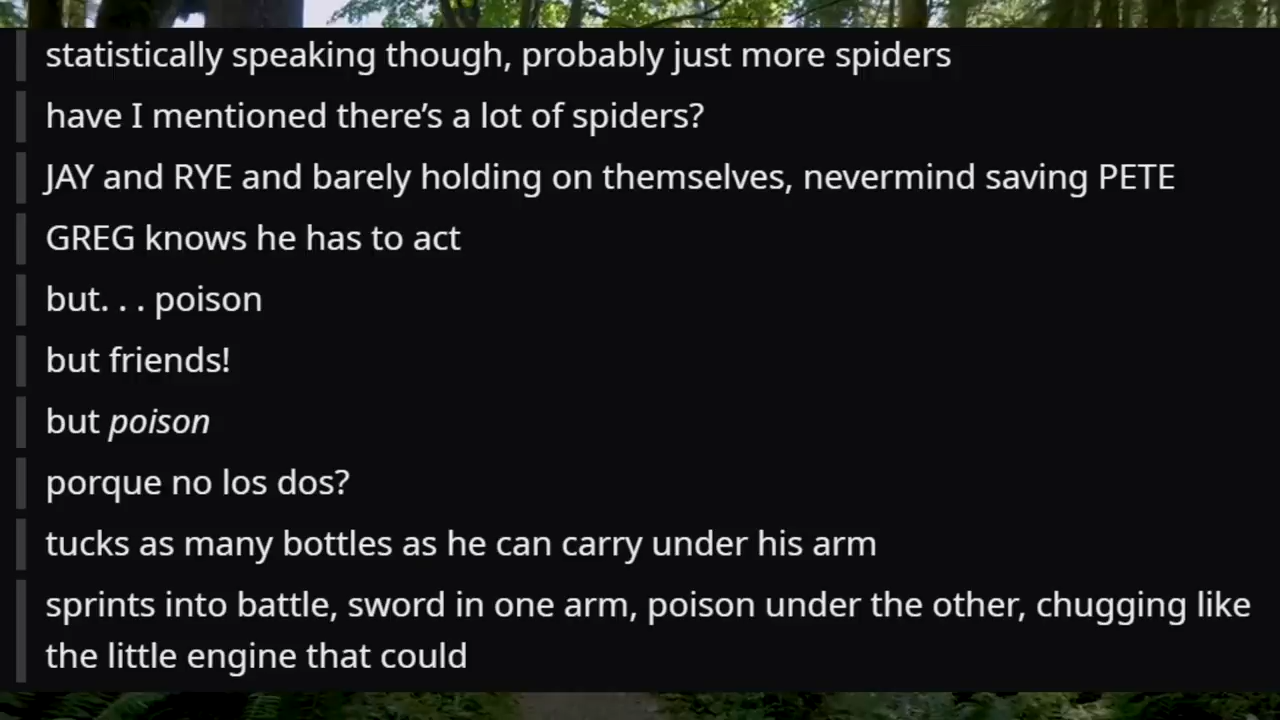 statistically speaking though, probably just more spiders
have I mentioned there’s a lot of spiders?
JAY and RYE and barely holding on themselves, nevermind saving PETE
GREG knows he has to act
but. . . poison
but friends!
but poison
porque no los dos?
tucks as many bottles as he can carry under his arm
sprints into battle, sword in one arm, poison under the other, chugging like
the little engine that could